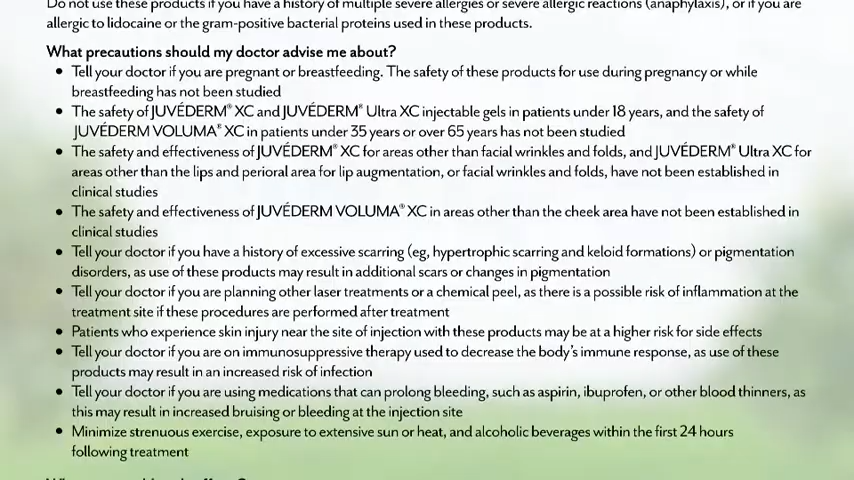 Do not use these products if you have a history of multiple severe allergies or severe allergic reactions (anaphylaxis), or if you are
allergic to lidocaine or the gram-positive bacterial proteins used in these products.
What precautions should my doctor advise me about?
• Tell your doctor if you are pregnant or breastfeeding. The safety of these products for use during pregnancy or while
breastfeeding has not been studied
• The safety of JUVÉDERM® XC and JUVÉDERM® Ultra XC injectable gels in patients under 18 years, and the safety of
JUVÉDERM VOLUMA® XC in patients under 35 years or over 65 years has not been studied
• The safety and effectiveness of JUVÉDERM® XC for areas other than facial wrinkles and folds, and JUVÉDERM® Ultra XC for
areas other than the lips and perioral area for lip augmentation, or facial wrinkles and folds, have not been established in
clinical studies
• The safety and effectiveness of JUVÉDERM VOLUMA® XC in areas other than the cheek area have not been established in
clinical studies
• Tell your doctor if you have a history of excessive scarring (eg, hypertrophic scarring and keloid formations) or pigmentation
disorders, as use of these products may result in additional scars or changes in pigmentation
• Tell your doctor if you are planning other laser treatments or a chemical peel, as there is a possible risk of inflammation at the
treatment site if these procedures are performed after treatment
• Patients who experience skin injury near the site of injection with these products may be at a higher risk for side effects
• Tell your doctor if you are on immunosuppressive therapy used to decrease the body's immune response, as use of these
products may result in an increased risk of infection
• Tell your doctor if you are using medications that can prolong bleeding, such as aspirin, ibuprofen, or other blood thinners, as
this may result in increased bruising or bleeding at the injection site
• Minimize strenuous exercise, exposure to extensive sun or heat, and alcoholic beverages within the first 24 hours
following treatment